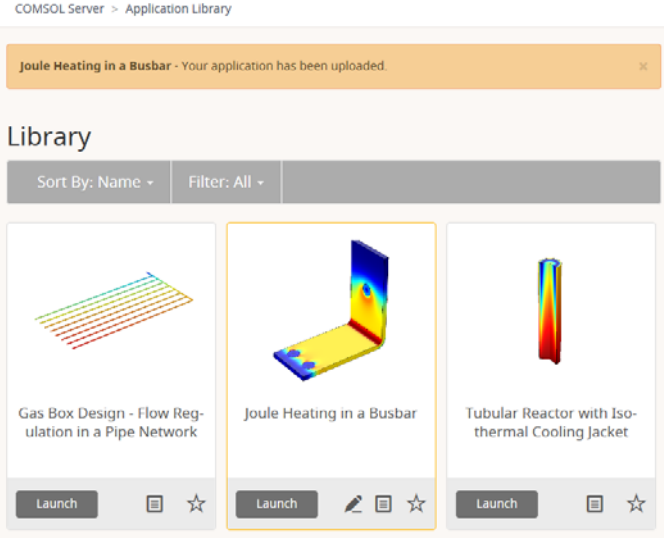 COMSOL Server > Application Library
Joule Heating in a Busbar - Your application has been uploaded. ×
Library
Sort By: Name Filter: All
Gas Box Design - Flow Reg-
ulation in a Pipe Network
Joule Heating in a Busbar
Tubular Reactor with Iso-
thermal Cooling Jacket
Launch Launch Launch